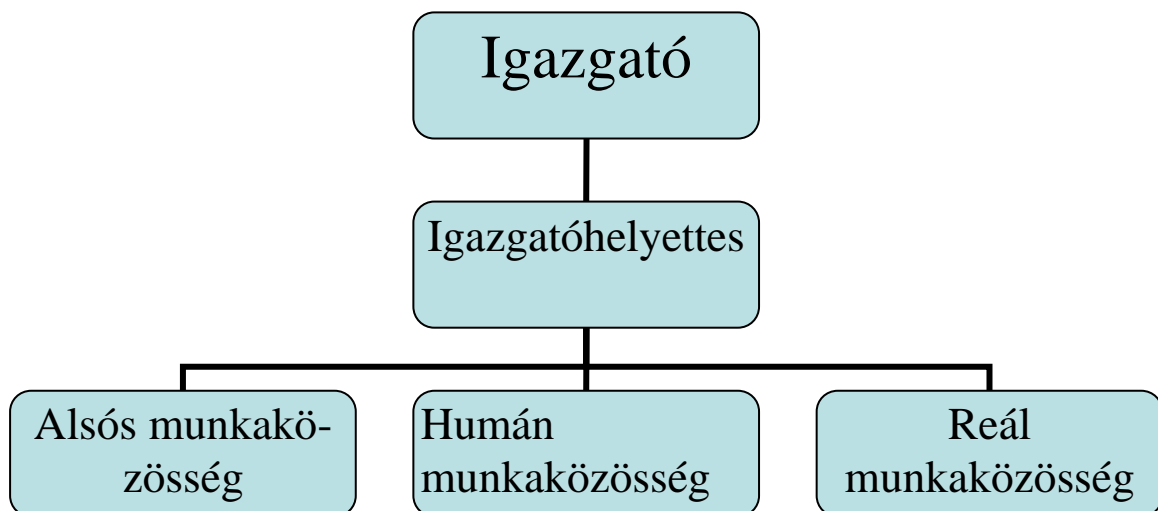 Igazgató
Igazgatóhelyettes
Alsós munkakö-
zösség
Humán
munkaközösség
Reál
munkaközösség